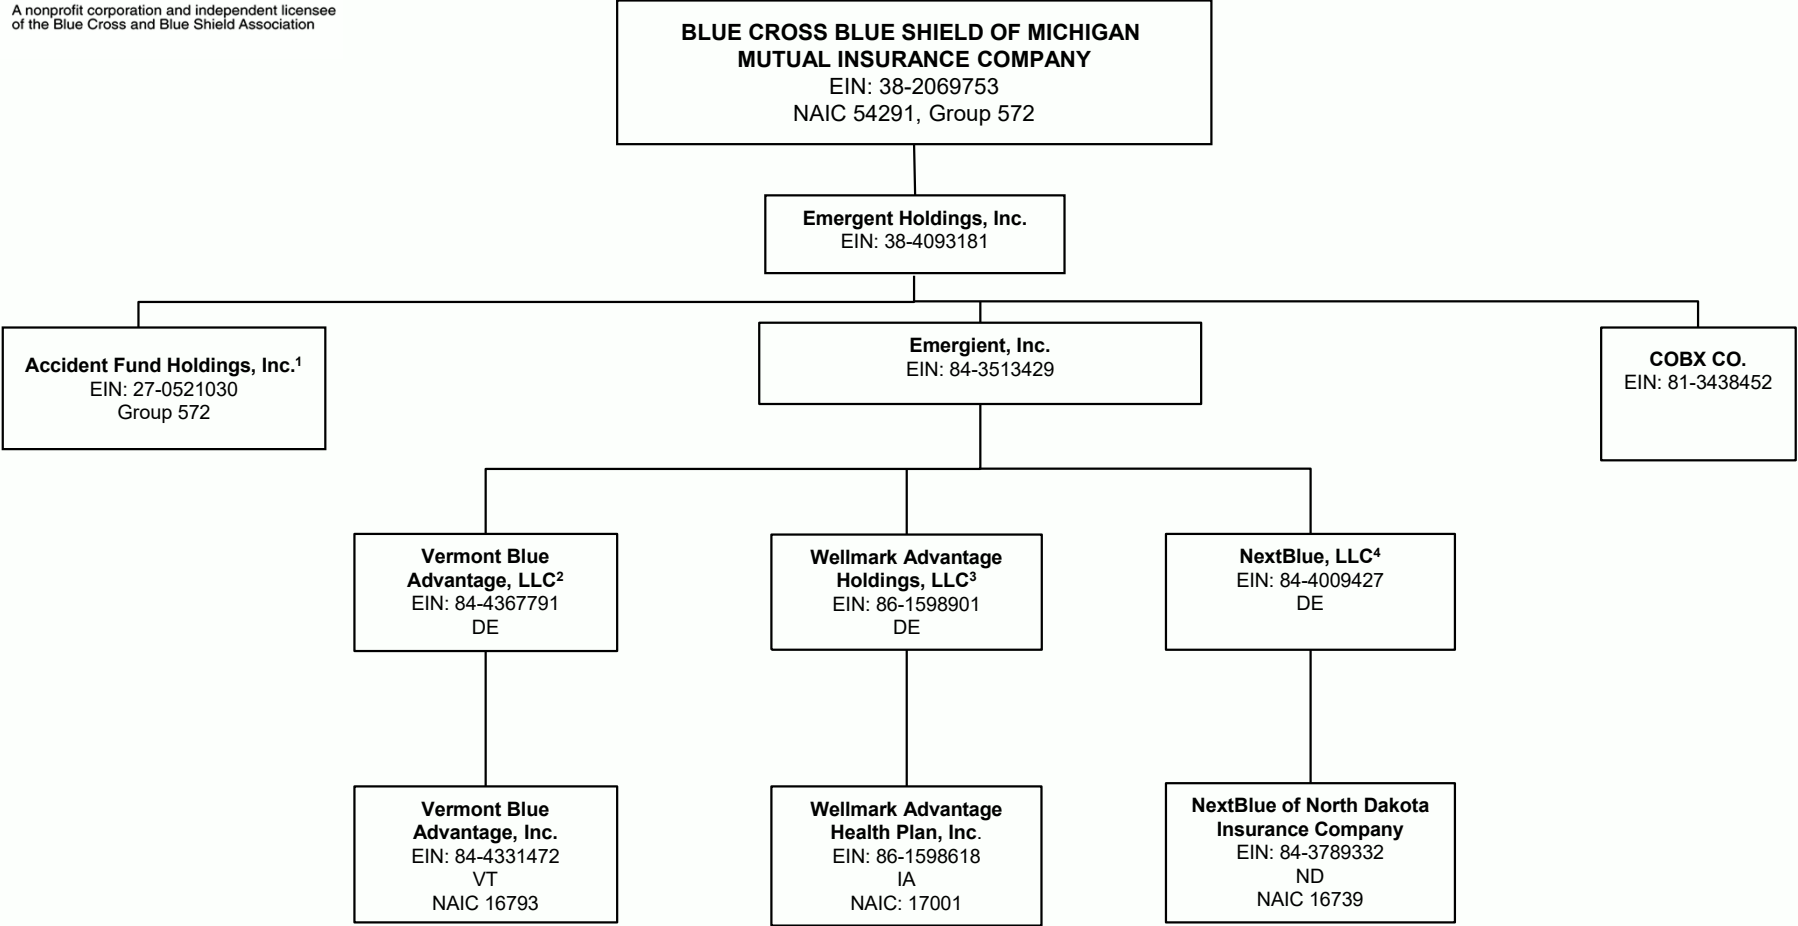 A nonprofit corporation and independent licensee
of the Blue Cross and Blue Shield Association
BLUE CROSS BLUE SHIELD OF MICHIGAN
MUTUAL INSURANCE COMPANY
EIN: 38-2069753
NAIC 54291, Group 572
Emergent Holdings, Inc.
EIN: 38-4093181
Accident Fund Holdings, Inc.¹
EIN: 27-0521030
Group 572
Emergient, Inc.
EIN: 84-3513429
COBX CO.
EIN: 81-3438452
Vermont Blue
Advantage, LLC²
EIN: 84-4367791
DE
Wellmark Advantage
Holdings, LLC³
EIN: 86-1598901
DE
NextBlue, LLC⁴
EIN: 84-4009427
DE
Vermont Blue
Advantage, Inc.
EIN: 84-4331472
VT
NAIC 16793
Wellmark Advantage
Health Plan, Inc.
EIN: 86-1598618
IA
NAIC: 17001
NextBlue of North Dakota
Insurance Company
EIN: 84-3789332
ND
NAIC 16739